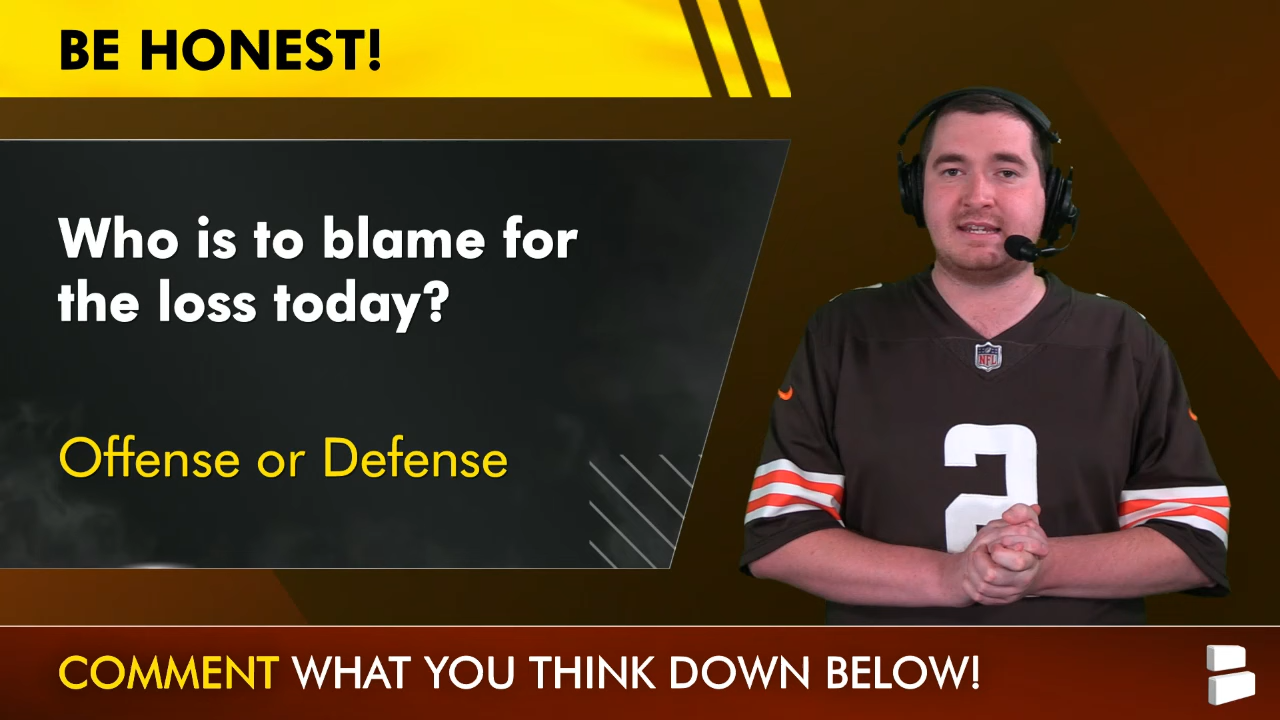 BE HONEST!
Who is to blame for
the loss today?
Offense or Defense
NFL
2
COMMENT WHAT YOU THINK DOWN BELOW!